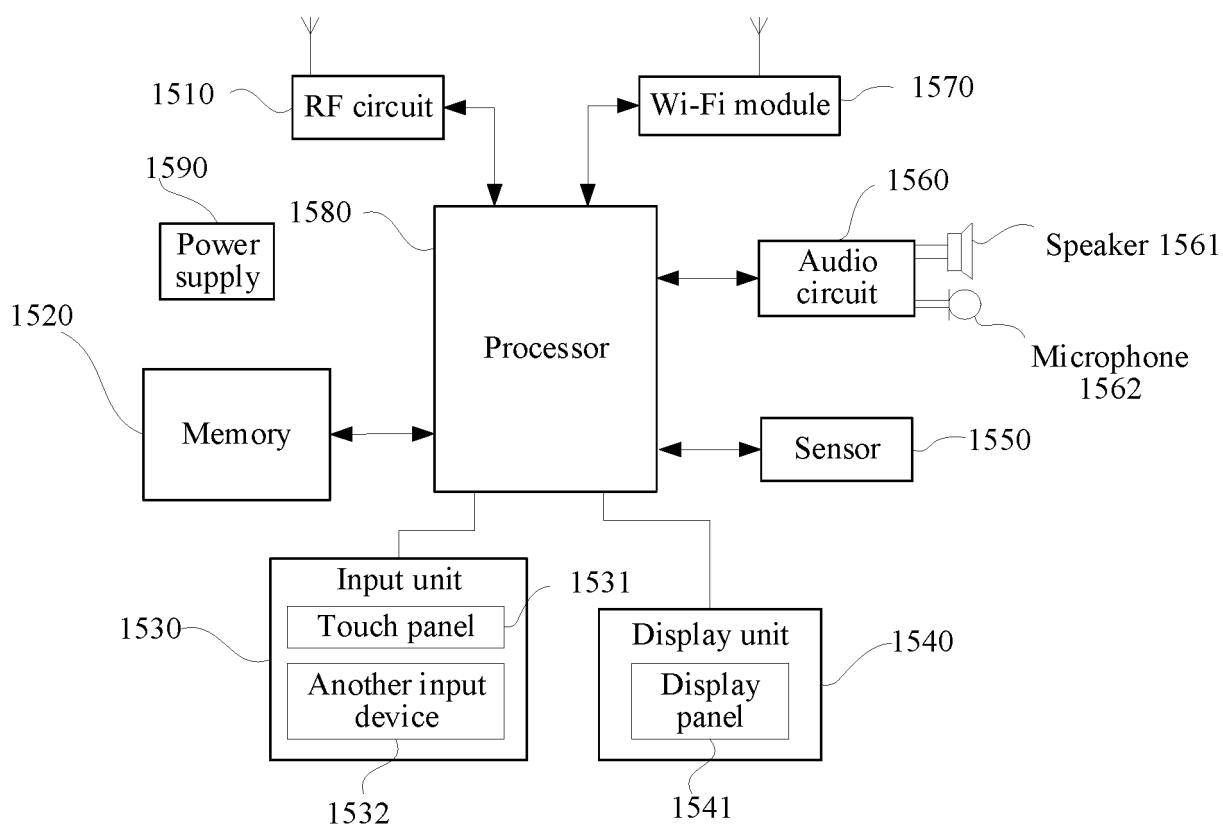 1510
RF circuit
Wi-Fi module
1570
1590
Power
supply
1580
1560
Audio
circuit
Speaker 1561
1520
Processor
Microphone
1562
Memory
Sensor
1550
Input unit
1531
Touch panel
1530
Another input
device
1532
Display unit
1540
Display
panel
1541